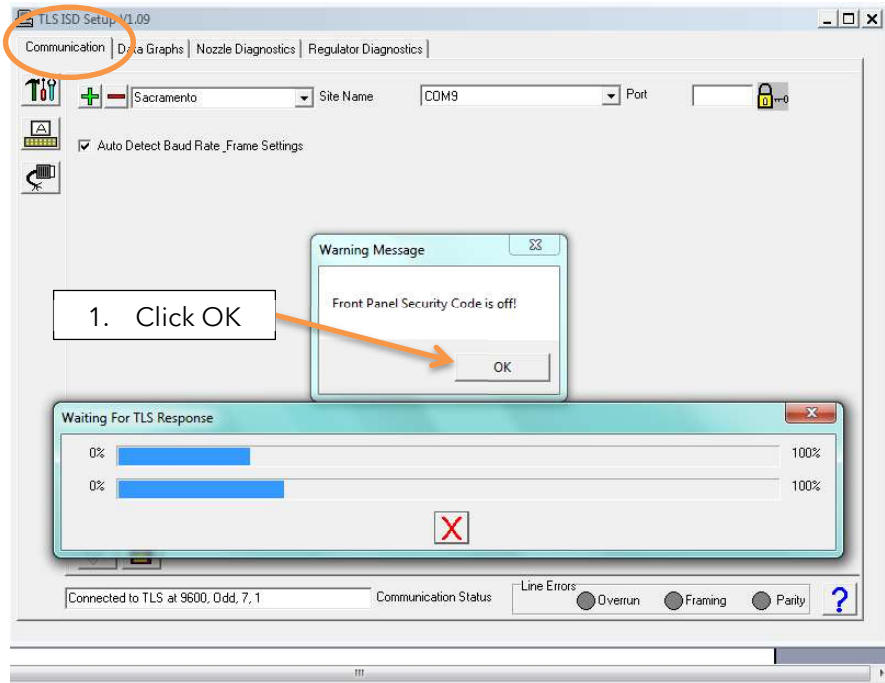 TLS ISD Setup V1.09
Communication Data Graphs Nozzle Diagnostics Regulator Diagnostics
Sacramento Site Name COM9 Port
A
Auto Detect Baud Rate_Frame Settings
Warning Message
Front Panel Security Code is off!
1. Click OK
OK
Waiting For TLS Response
0% 100%
0% 100%
X
Connected to TLS at 9600, Odd, 7, 1 Communication Status Line Errors Overrun Framing Parity ?